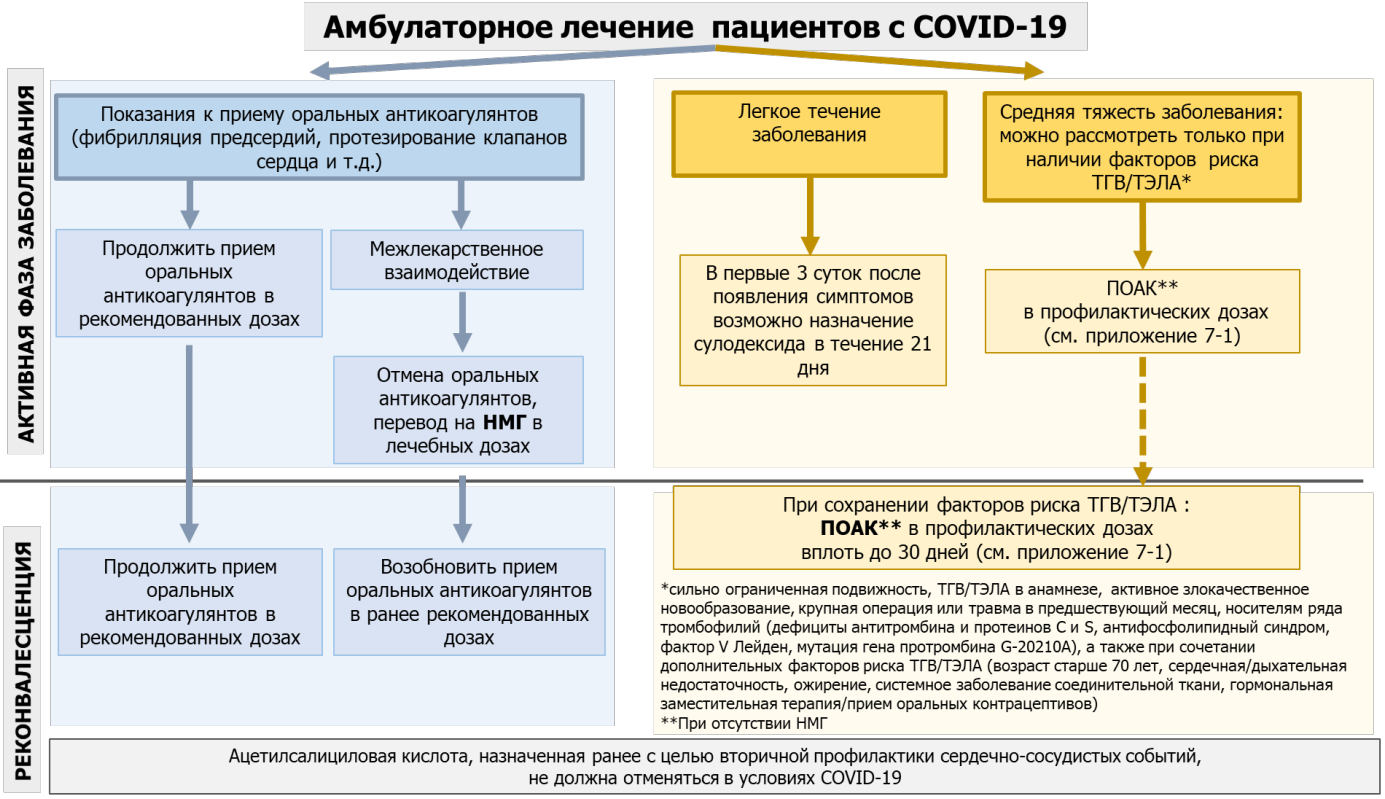 Амбулаторное лечение пациентов с COVID-19
АКТИВНАЯ ФАЗА ЗАБОЛЕВАНИЯ
Показания к приему оральных антикоагулянтов
(фибрилляция предсердий, протезирование клапанов
сердца и т.д.)
Продолжить прием
оральных
антикоагулянтов в
рекомендованных дозах
Межлекарственное
взаимодействие
Отмена оральных
антикоагулянтов,
перевод на НМГ в
лечебных дозах
Легкое течение
заболевания
В первые 3 суток после
появления симптомов
возможно назначение
сулодексида в течение 21
дня
Средняя тяжесть заболевания:
можно рассмотреть только при
наличии факторов риска
ТГВ/ТЭЛА*
ПОАК**
в профилактических дозах
(см. приложение 7-1)
РЕКОНВАЛЕСЦЕНЦИЯ
Продолжить прием
оральных
антикоагулянтов в
рекомендованных дозах
Возобновить прием
оральных антикоагулянтов
в ранее рекомендованных
дозах
При сохранении факторов риска ТГВ/ТЭЛА :
ПОАК** в профилактических дозах
вплоть до 30 дней (см. приложение 7-1)
*сильно ограниченная подвижность, ТГВ/ТЭЛА в анамнезе, активное злокачественное
новообразование, крупная операция или травма в предшествующий месяц, носителям ряда
тромбофилий (дефициты антитромбина и протеинов С и S, антифосфолипидный синдром,
фактор V Лейден, мутация гена протромбина G-20210A), а также при сочетании
дополнительных факторов риска ТГВ/ТЭЛА (возраст старше 70 лет, сердечная/дыхательная
недостаточность, ожирение, системное заболевание соединительной ткани, гормональная
заместительная терапия/прием оральных контрацептивов)
**При отсутствии НМГ
Ацетилсалициловая кислота, назначенная ранее с целью вторичной профилактики сердечно-сосудистых событий,
не должна отменяться в условиях COVID-19